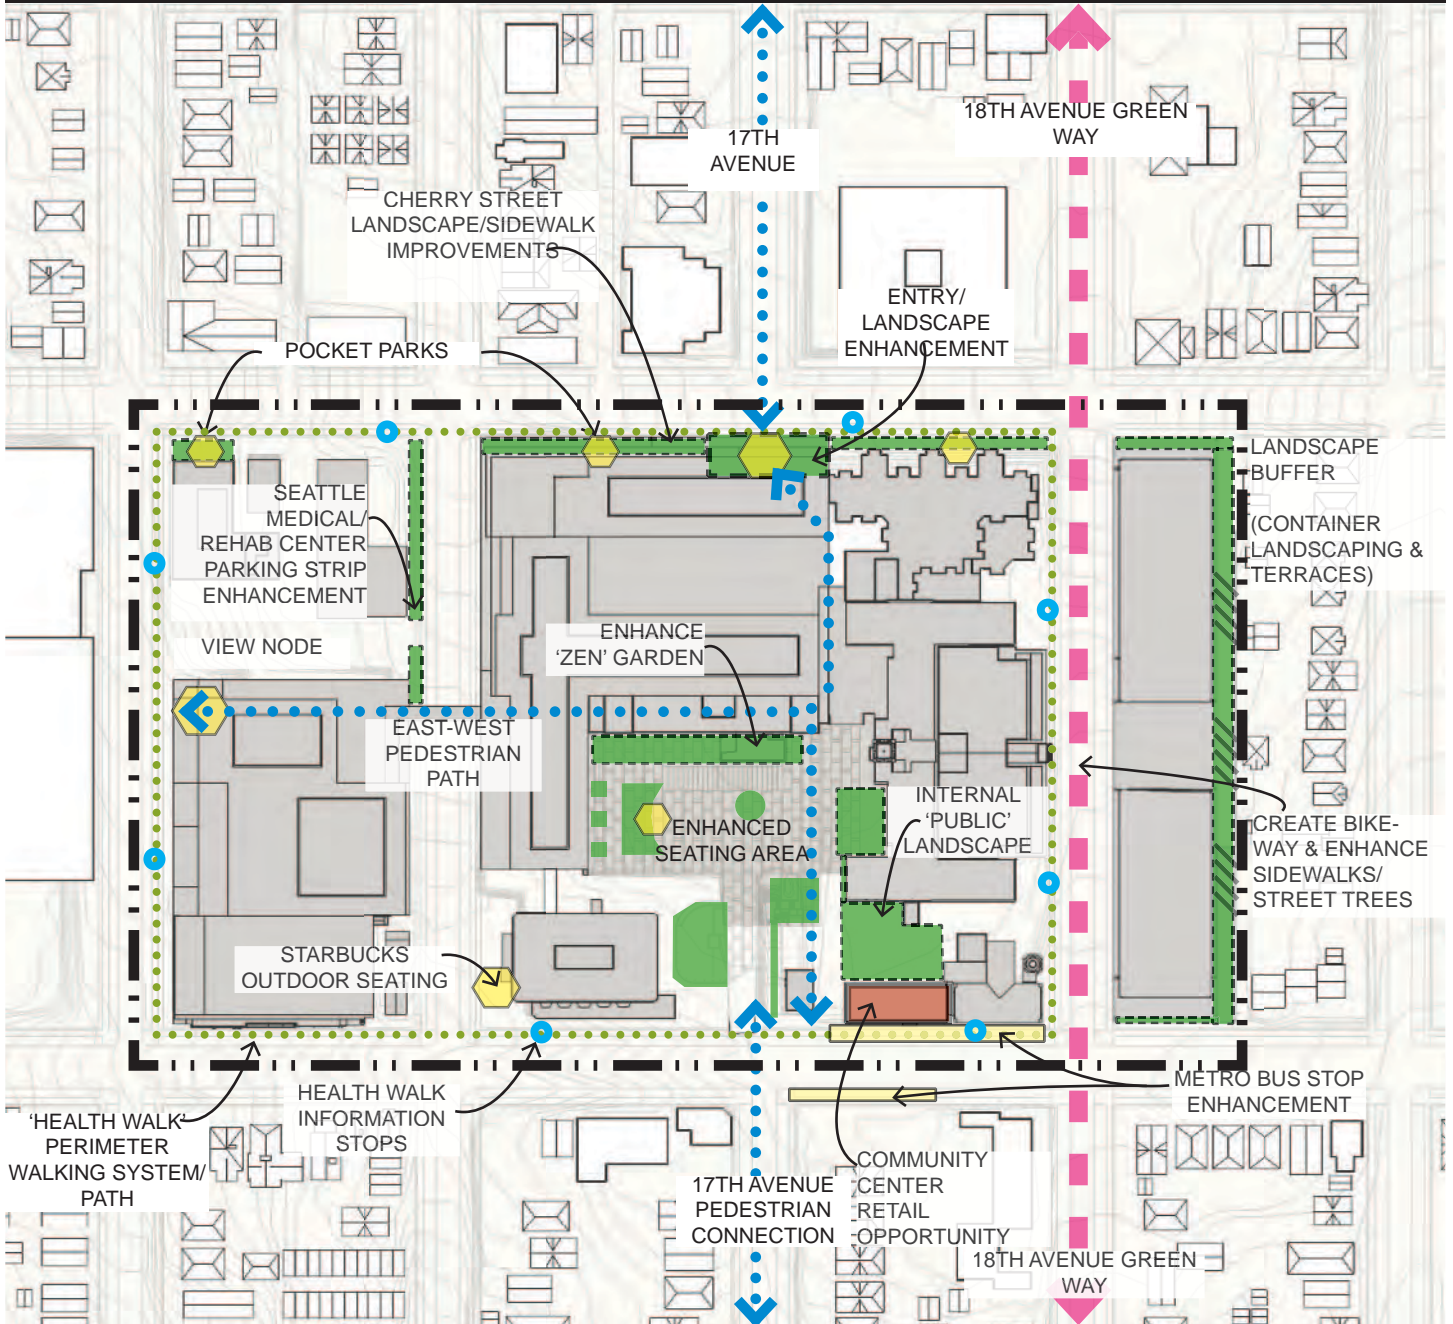 17TH
AVENUE
18TH AVENUE GREEN
WAY
CHERRY STREET
LANDSCAPE/SIDEWALK
IMPROVEMENTS
ENTRY/
LANDSCAPE
ENHANCEMENT
POCKET PARKS
LANDSCAPE
BUFFER
(CONTAINER
LANDSCAPING &
TERRACES)
SEATTLE
MEDICAL/
REHAB CENTER
PARKING STRIP
ENHANCEMENT
VIEW NODE
ENHANCE
‘ZEN’ GARDEN
EAST-WEST
PEDESTRIAN
PATH
INTERNAL
‘PUBLIC’
LANDSCAPE
ENHANCED
SEATING AREA
CREATE BIKE-
WAY & ENHANCE
SIDEWALKS/
STREET TREES
STARBUCKS
OUTDOOR SEATING
‘HEALTH WALK’
PERIMETER
WALKING SYSTEM/
PATH
HEALTH WALK
INFORMATION
STOPS
METRO BUS STOP
ENHANCEMENT
17TH AVENUE
PEDESTRIAN
CONNECTION
COMMUNITY
CENTER
RETAIL
OPPORTUNITY
18TH AVENUE GREEN
WAY